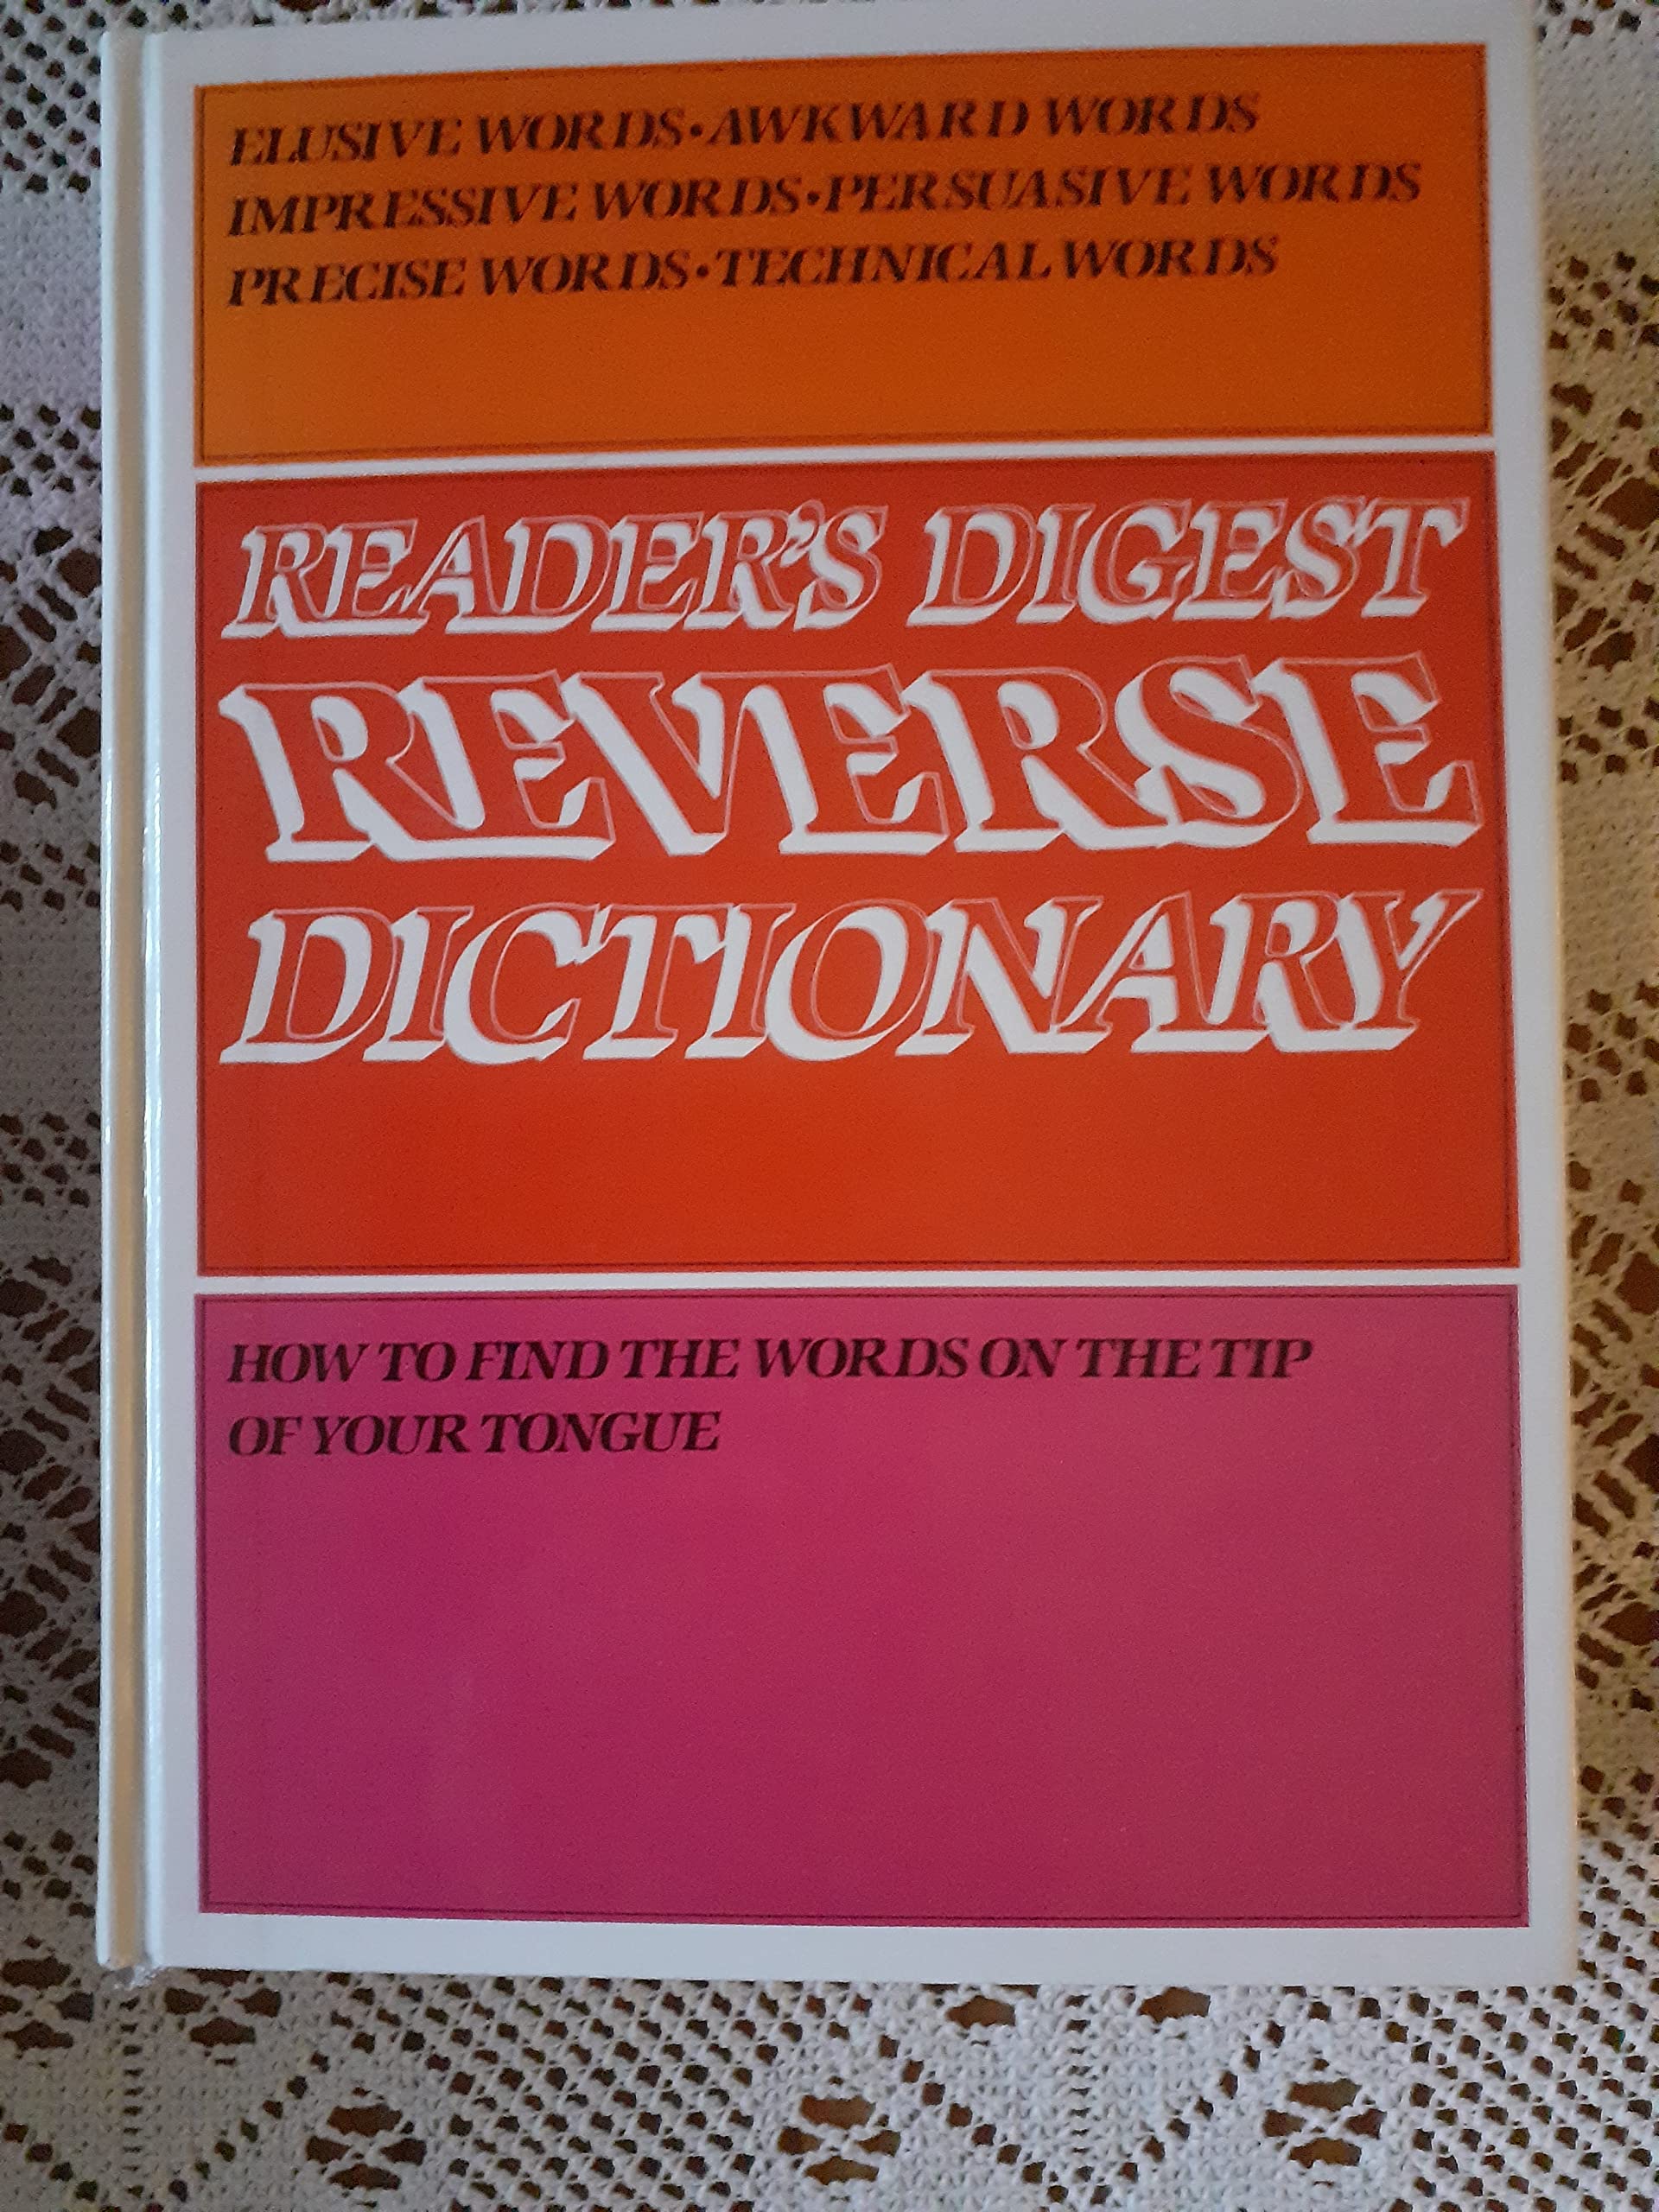 ELUSIVE WORDS•AWKWARD WORDS
IMPRESSIVE WORDS•PERSUASIVE WORDS
PRECISE WORDS•TECHNICAL WORDS
READER'S DIGEST
REVERSE
DICTIONARY
HOW TO FIND THE WORDS ON THE TIP
OF YOUR TONGUE